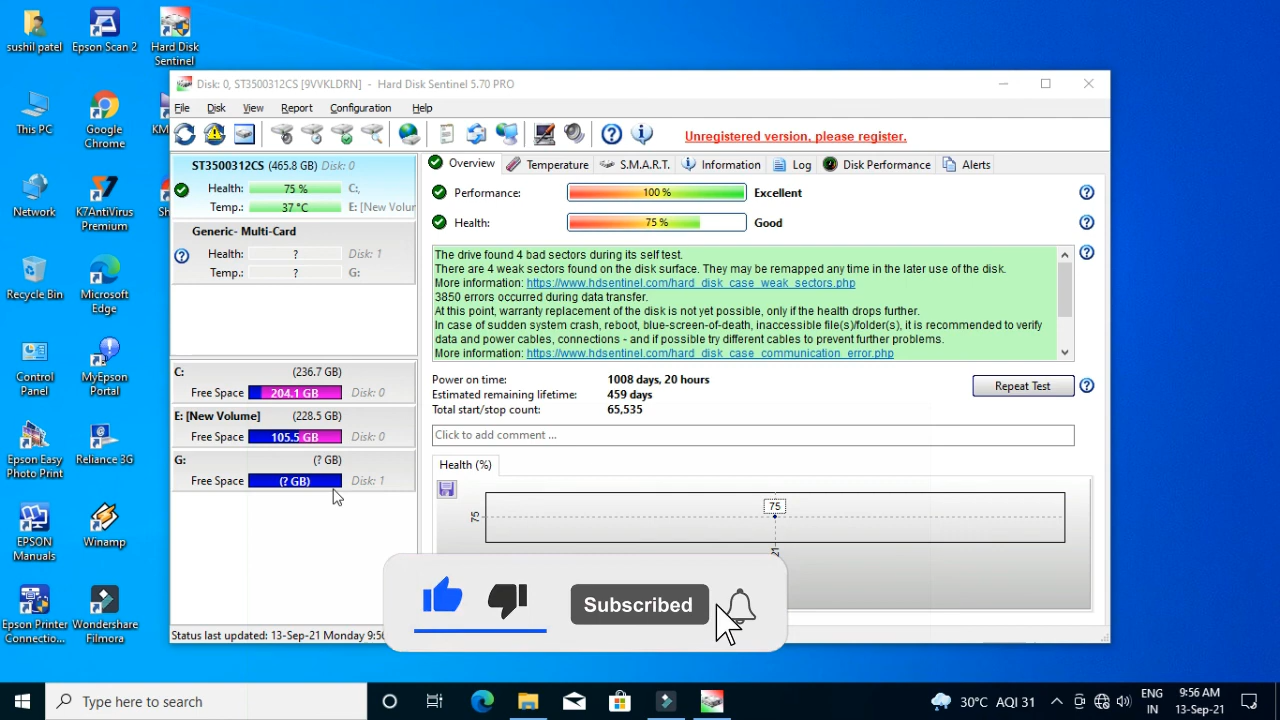 sushil patel
Epson Scan 2
Hard Disk
Sentinel
This PC
Google
Chrome
KM
Network
K7AntiVirus
Premium
Sh
Recycle Bin
Microsoft
Edge
Control
Panel
MyEpson
Portal
Epson Easy
Photo Print
Reliance 3G
EPSON
Manuals
Winamp
Epson Printer
Connectio...
Wondershare
Filmora
Disk: 0, ST3500312CS [9VVKLDRN] - Hard Disk Sentinel 5.70 PRO
File Disk View Report Configuration Help
Unregistered version, please register.
ST3500312CS (465.8 GB) Disk: 0
Health: 75 % C:,
Temp.: 37 °C E: [New Volur
Generic- Multi-Card
Health: ? Disk: 1
Temp.: ? G:
C: (236.7 GB)
Free Space 204.1 GB Disk: 0
E: [New Volume] (228.5 GB)
Free Space 105.5 GB Disk: 0
G: (? GB)
Free Space (? GB) Disk: 1
Overview Temperature S.M.A.R.T. Information Log Disk Performance Alerts
Performance: 100 % Excellent
Health: 75 % Good
The drive found 4 bad sectors during its self test.
There are 4 weak sectors found on the disk surface. They may be remapped any time in the later use of the disk.
More information: https://www.hdsentinel.com/hard_disk_case_weak_sectors.php
3850 errors occurred during data transfer.
At this point, warranty replacement of the disk is not yet possible, only if the health drops further.
In case of sudden system crash, reboot, blue-screen-of-death, inaccessible file(s)/folder(s), it is recommended to verify
data and power cables, connections - and if possible try different cables to prevent further problems.
More information: https://www.hdsentinel.com/hard_disk_case_communication_error.php
Power on time: 1008 days, 20 hours
Estimated remaining lifetime: 459 days
Total start/stop count: 65,535
Repeat Test
Click to add comment ...
Health (%)
75
75
21
Subscribed
Status last updated: 13-Sep-21 Monday 9:56
Type here to search
30°C AQI 31
ENG
IN
9:56 AM
13-Sep-21